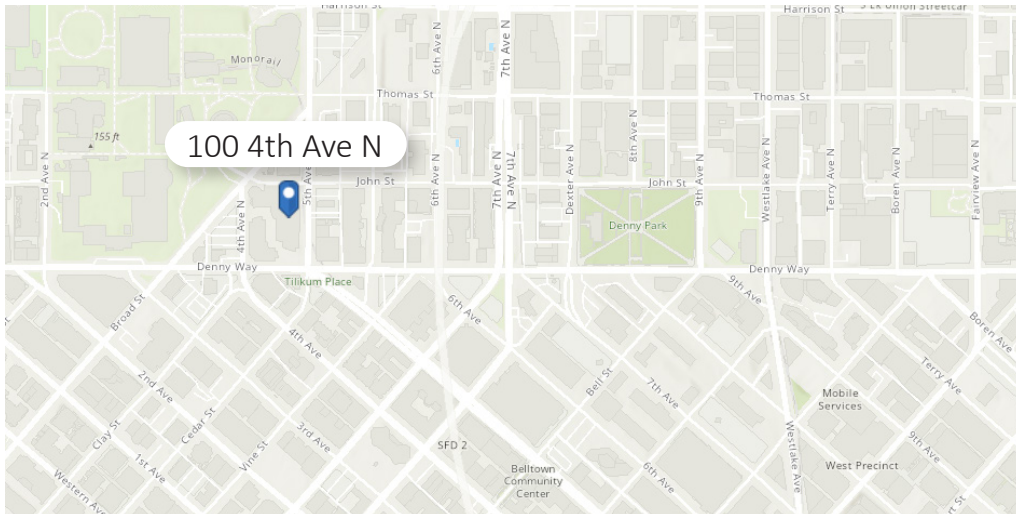 Harrison St
Harrison St
S Lk Union Streetcar
Monorail
6th Ave N
7th Ave N
Thomas St
Thomas St
155 ft
100 4th Ave N
2nd Ave N
5th Ave
John St
6th Ave N
7th Ave N
7th Ave N
Dexter Ave N
8th Ave N
John St
9th Ave N
Westlake Ave N
Terry Ave N
Boren Ave N
Fairview Ave N
4th Ave N
Denny Park
Denny Way
Denny Way
Tilikum Place
Broad St
6th Ave
9th Ave
Boren Ave
4th Ave
2nd Ave
Bell St
7th Ave
Terry Ave
Mobile
Services
Clay St
Cedar St
3rd Ave
Vine St
SFD 2
Westlake Ave
9th Ave
1st Ave
Western Ave
Belltown
Community
Center
6th Ave
West Precinct